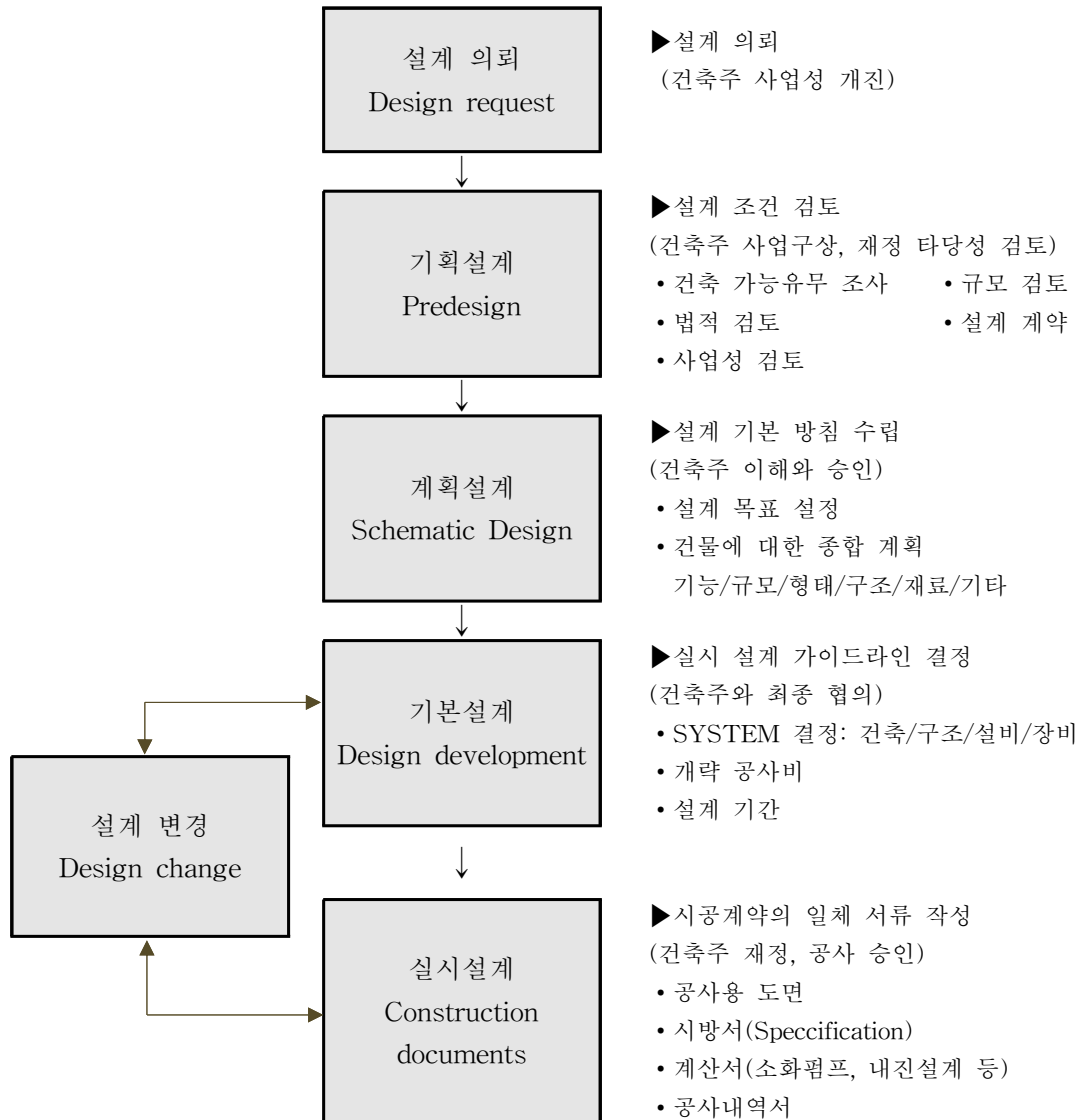 설계 의뢰
Design request
▶설계 의뢰
(건축주 사업성 개진)
기획설계
Predesign
▶설계 조건 검토
(건축주 사업구상, 재정 타당성 검토)
• 건축 가능유무 조사 • 규모 검토
• 법적 검토 • 설계 계약
• 사업성 검토
계획설계
Schematic Design
▶설계 기본 방침 수립
(건축주 이해와 승인)
• 설계 목표 설정
• 건물에 대한 종합 계획
기능/규모/형태/구조/재료/기타
기본설계
Design development
▶실시 설계 가이드라인 결정
(건축주와 최종 협의)
• SYSTEM 결정: 건축/구조/설비/장비
• 개략 공사비
• 설계 기간
설계 변경
Design change
실시설계
Construction
documents
▶시공계약의 일체 서류 작성
(건축주 재정, 공사 승인)
• 공사용 도면
• 시방서(Speccification)
• 계산서(소화펌프, 내진설계 등)
• 공사내역서